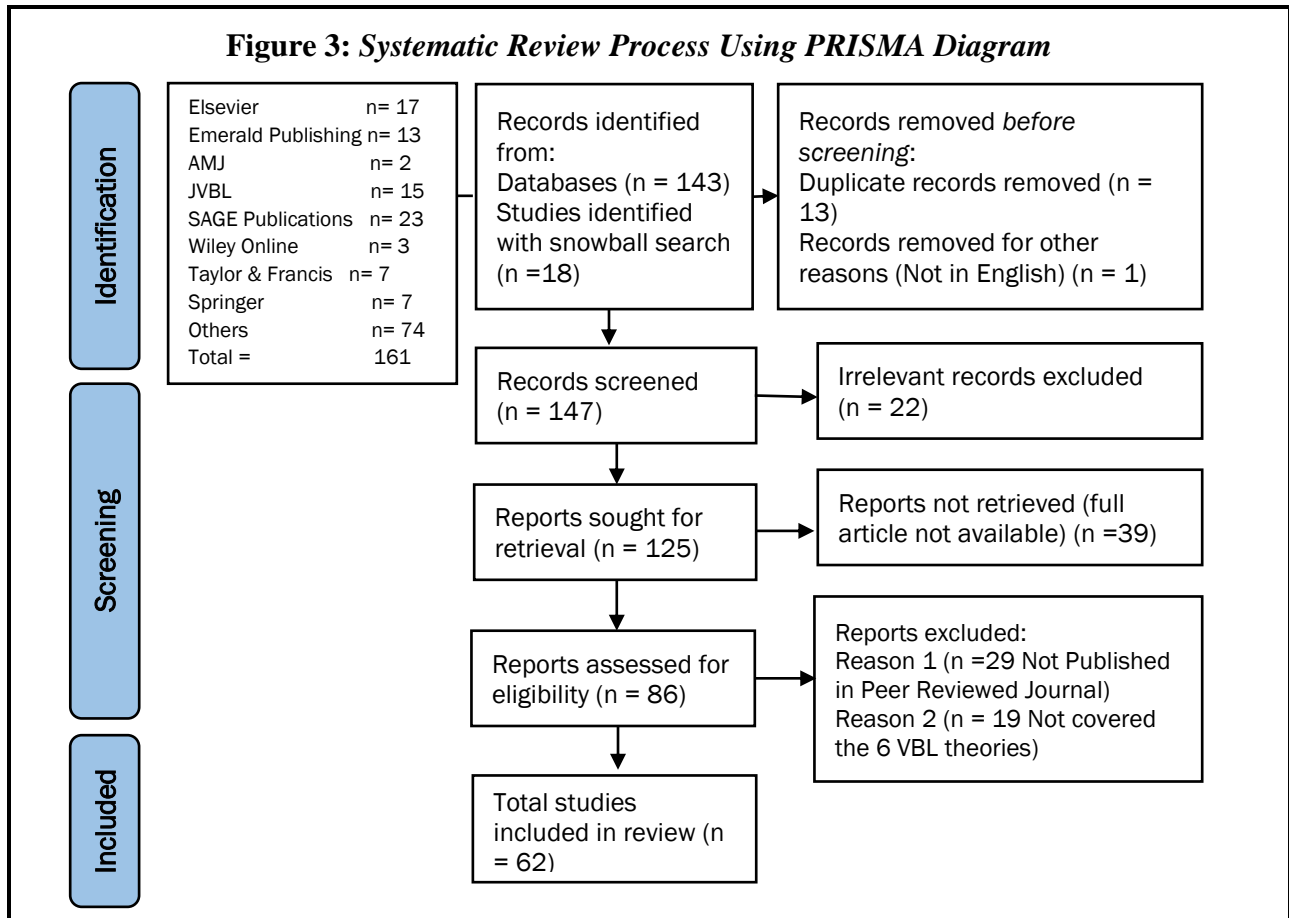 Figure 3: Systematic Review Process Using PRISMA Diagram
Identification
Elsevier n= 17
Emerald Publishing n= 13
AMJ n= 2
JVBL n= 15
SAGE Publications n= 23
Wiley Online n= 3
Taylor & Francis n= 7
Springer n= 7
Others n= 74
Total = 161
Records identified
from:
Databases (n = 143)
Studies identified
with snowball search
(n =18)
Records removed before
screening:
Duplicate records removed (n =
13)
Records removed for other
reasons (Not in English) (n = 1)
Screening
Records screened
(n = 147)
Irrelevant records excluded
(n = 22)
Reports sought for
retrieval (n = 125)
Reports not retrieved (full
article not available) (n =39)
Reports assessed for
eligibility (n = 86)
Reports excluded:
Reason 1 (n =29 Not Published
in Peer Reviewed Journal)
Reason 2 (n = 19 Not covered
the 6 VBL theories)
Included
Total studies
included in review (n
= 62)